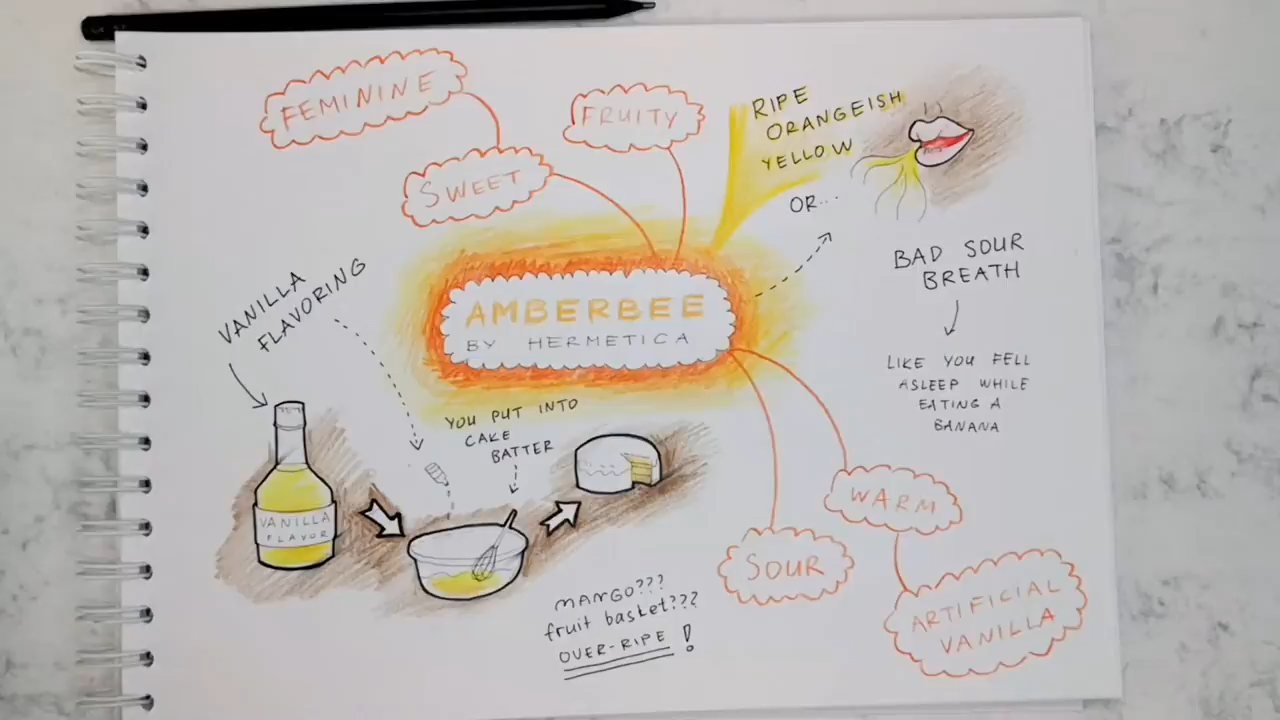 FEMININE
SWEET
FRUITY
RIPE
ORANGEISH
YELLOW
OR...
BAD SOUR
BREATH
LIKE YOU FELL
ASLEEP WHILE
EATING A
BANANA
AMBERBEE
BY HERMETICA
VANILLA
FLAVORING
VANILLA
FLAVOR
YOU PUT INTO
CAKE
BATTER
MANGO???
fruit basket???
OVER-RIPE !
SOUR
WARM
ARTIFICIAL
VANILLA